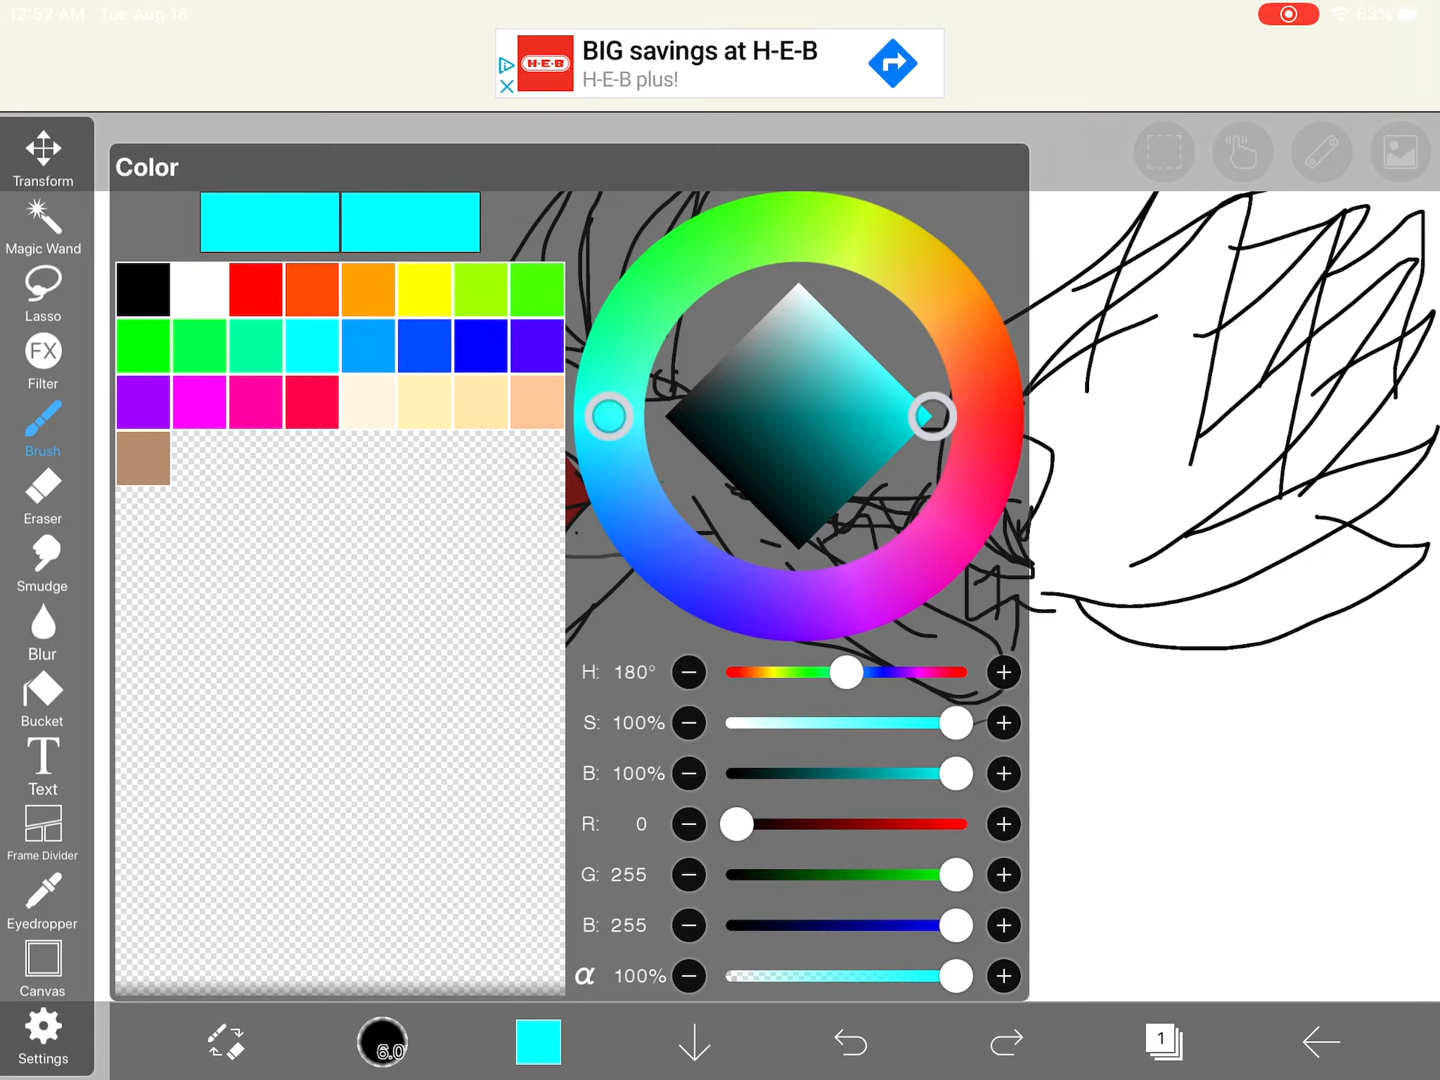 12:52 AM Tue Aug 18
63%
H-E-B
BIG savings at H-E-B
H-E-B plus!
Color
Transform
Magic Wand
Lasso
FX
Filter
Brush
Eraser
Smudge
Blur
Bucket
T
Text
Frame Divider
Eyedropper
Canvas
Settings
H: 180°
S: 100%
B: 100%
R: 0
G: 255
B: 255
α 100%
6.0
1